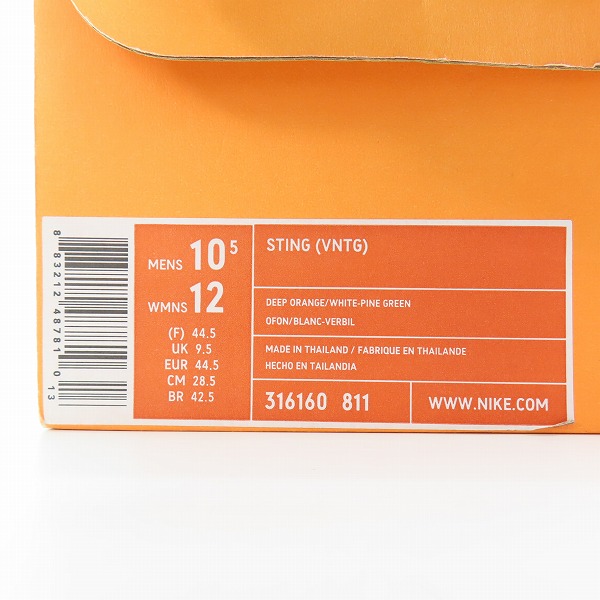 8 83212 48781 0 13
MENS 10 5
WMNS 12
(F) 44.5
UK 9.5
EUR 44.5
CM 28.5
BR 42.5
STING (VNTG)
DEEP ORANGE/WHITE-PINE GREEN
OFON/BLANC-VERBIL
MADE IN THAILAND / FABRIQUE EN THAILANDE
HECHO EN TAILANDIA
316160 811
WWW.NIKE.COM